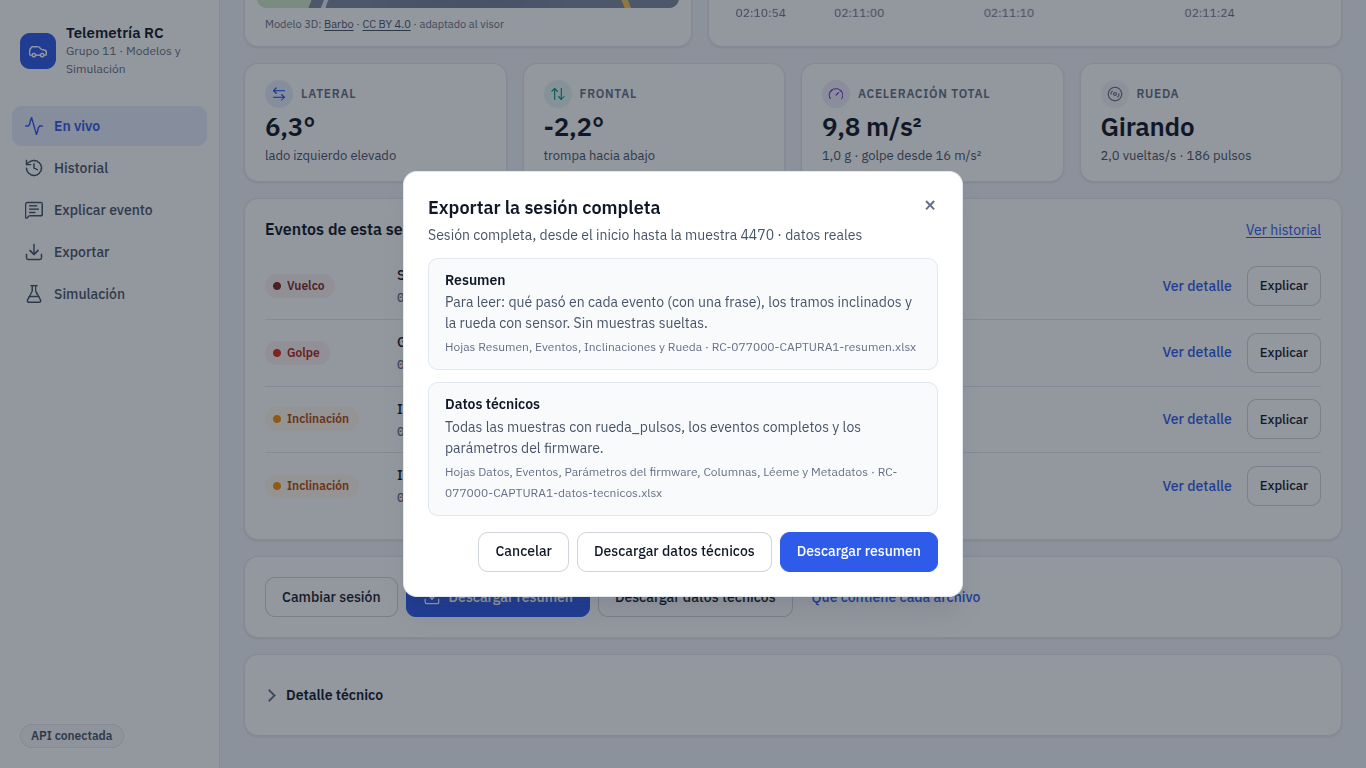 Telemetría RC
Grupo 11 · Modelos y
Simulación
En vivo
Historial
Explicar evento
Exportar
Simulación
API conectada
Modelo 3D: Barbo · CC BY 4.0 · adaptado al visor
02:10:54 02:11:00 02:11:10 02:11:24
LATERAL
6,3°
lado izquierdo elevado
FRONTAL
-2,2°
trompa hacia abajo
ACELERACIÓN TOTAL
9,8 m/s²
1,0 g · golpe desde 16 m/s²
RUEDA
Girando
2,0 vueltas/s · 186 pulsos
Eventos de esta se
Ver historial
Vuelco
Ver detalle
Explicar
Golpe
Ver detalle
Explicar
Inclinación
Ver detalle
Explicar
Inclinación
Ver detalle
Explicar
Exportar la sesión completa
×
Sesión completa, desde el inicio hasta la muestra 4470 · datos reales
Resumen
Para leer: qué pasó en cada evento (con una frase), los tramos inclinados y
la rueda con sensor. Sin muestras sueltas.
Hojas Resumen, Eventos, Inclinaciones y Rueda · RC-077000-CAPTURA1-resumen.xlsx
Datos técnicos
Todas las muestras con rueda_pulsos, los eventos completos y los
parámetros del firmware.
Hojas Datos, Eventos, Parámetros del firmware, Columnas, Léeme y Metadatos · RC-
077000-CAPTURA1-datos-tecnicos.xlsx
Cancelar
Descargar datos técnicos
Descargar resumen
Cambiar sesión
Descargar resumen
Descargar datos técnicos
Qué contiene cada archivo
Detalle técnico